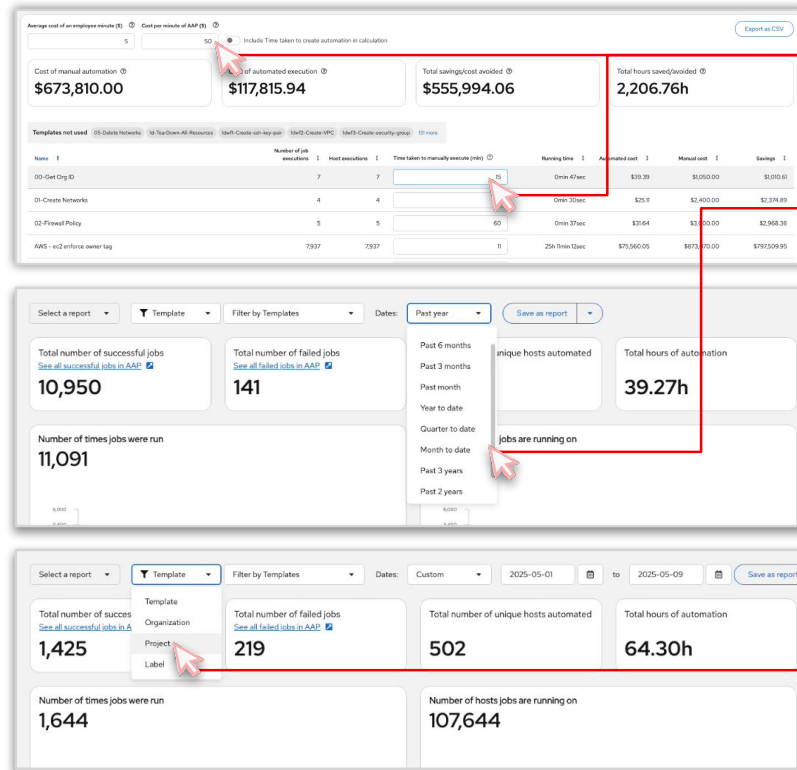 Average cost of an employee minute ($) Cost per minute of AAP ($)
5 50 Include Time taken to create automation in calculation Export as CSV
Cost of manual automation of automated execution Total savings/cost avoided Total hours saved/avoided
$673,810.00 $117,815.94 $555,994.06 2,206.76h
Templates not used 05-Delete Networks Id-TearDown-All-Resources Idwf1-Create-ssh-key-pair Idwf2-Create-VPC Idwf3-Create-security-group more
Name Number of job executions Host executions Time taken to manually execute (min) Running time Automated cost Manual cost Savings
00-Get Org ID 7 7 15 0min 47sec $39.39 $1,050.00 $1,010.61
01-Create Networks 4 4 0min 30sec $25.11 $2,400.00 $2,374.89
02-Firewall Policy 5 5 60 0min 37sec $31.64 $3,000.00 $2,968.36
AWS - ec2 enforce owner tag 7,937 7,937 11 25h 11min 12sec $75,560.05 $797,509.95
Select a report Template Filter by Templates Dates: Past year Save as report
Past 6 months
Past 3 months
Past month
Year to date
Quarter to date
Month to date
Past 3 years
Past 2 years
Total number of successful jobs Total number of failed jobs unique hosts automated Total hours of automation
See all successful jobs in AAP See all failed jobs in AAP
10,950 141 39.27h
Number of times jobs were run jobs are running on
11,091
6,000 6,000
Select a report Template Filter by Templates Dates: Custom 2025-05-01 to 2025-05-09 Save as report
Template
Organization
Project
Label
Total number of succes Total number of failed jobs Total number of unique hosts automated Total hours of automation
See all successful jobs in A See all failed jobs in AAP
1,425 219 502 64.30h
Number of times jobs were run Number of hosts jobs are running on
1,644 107,644